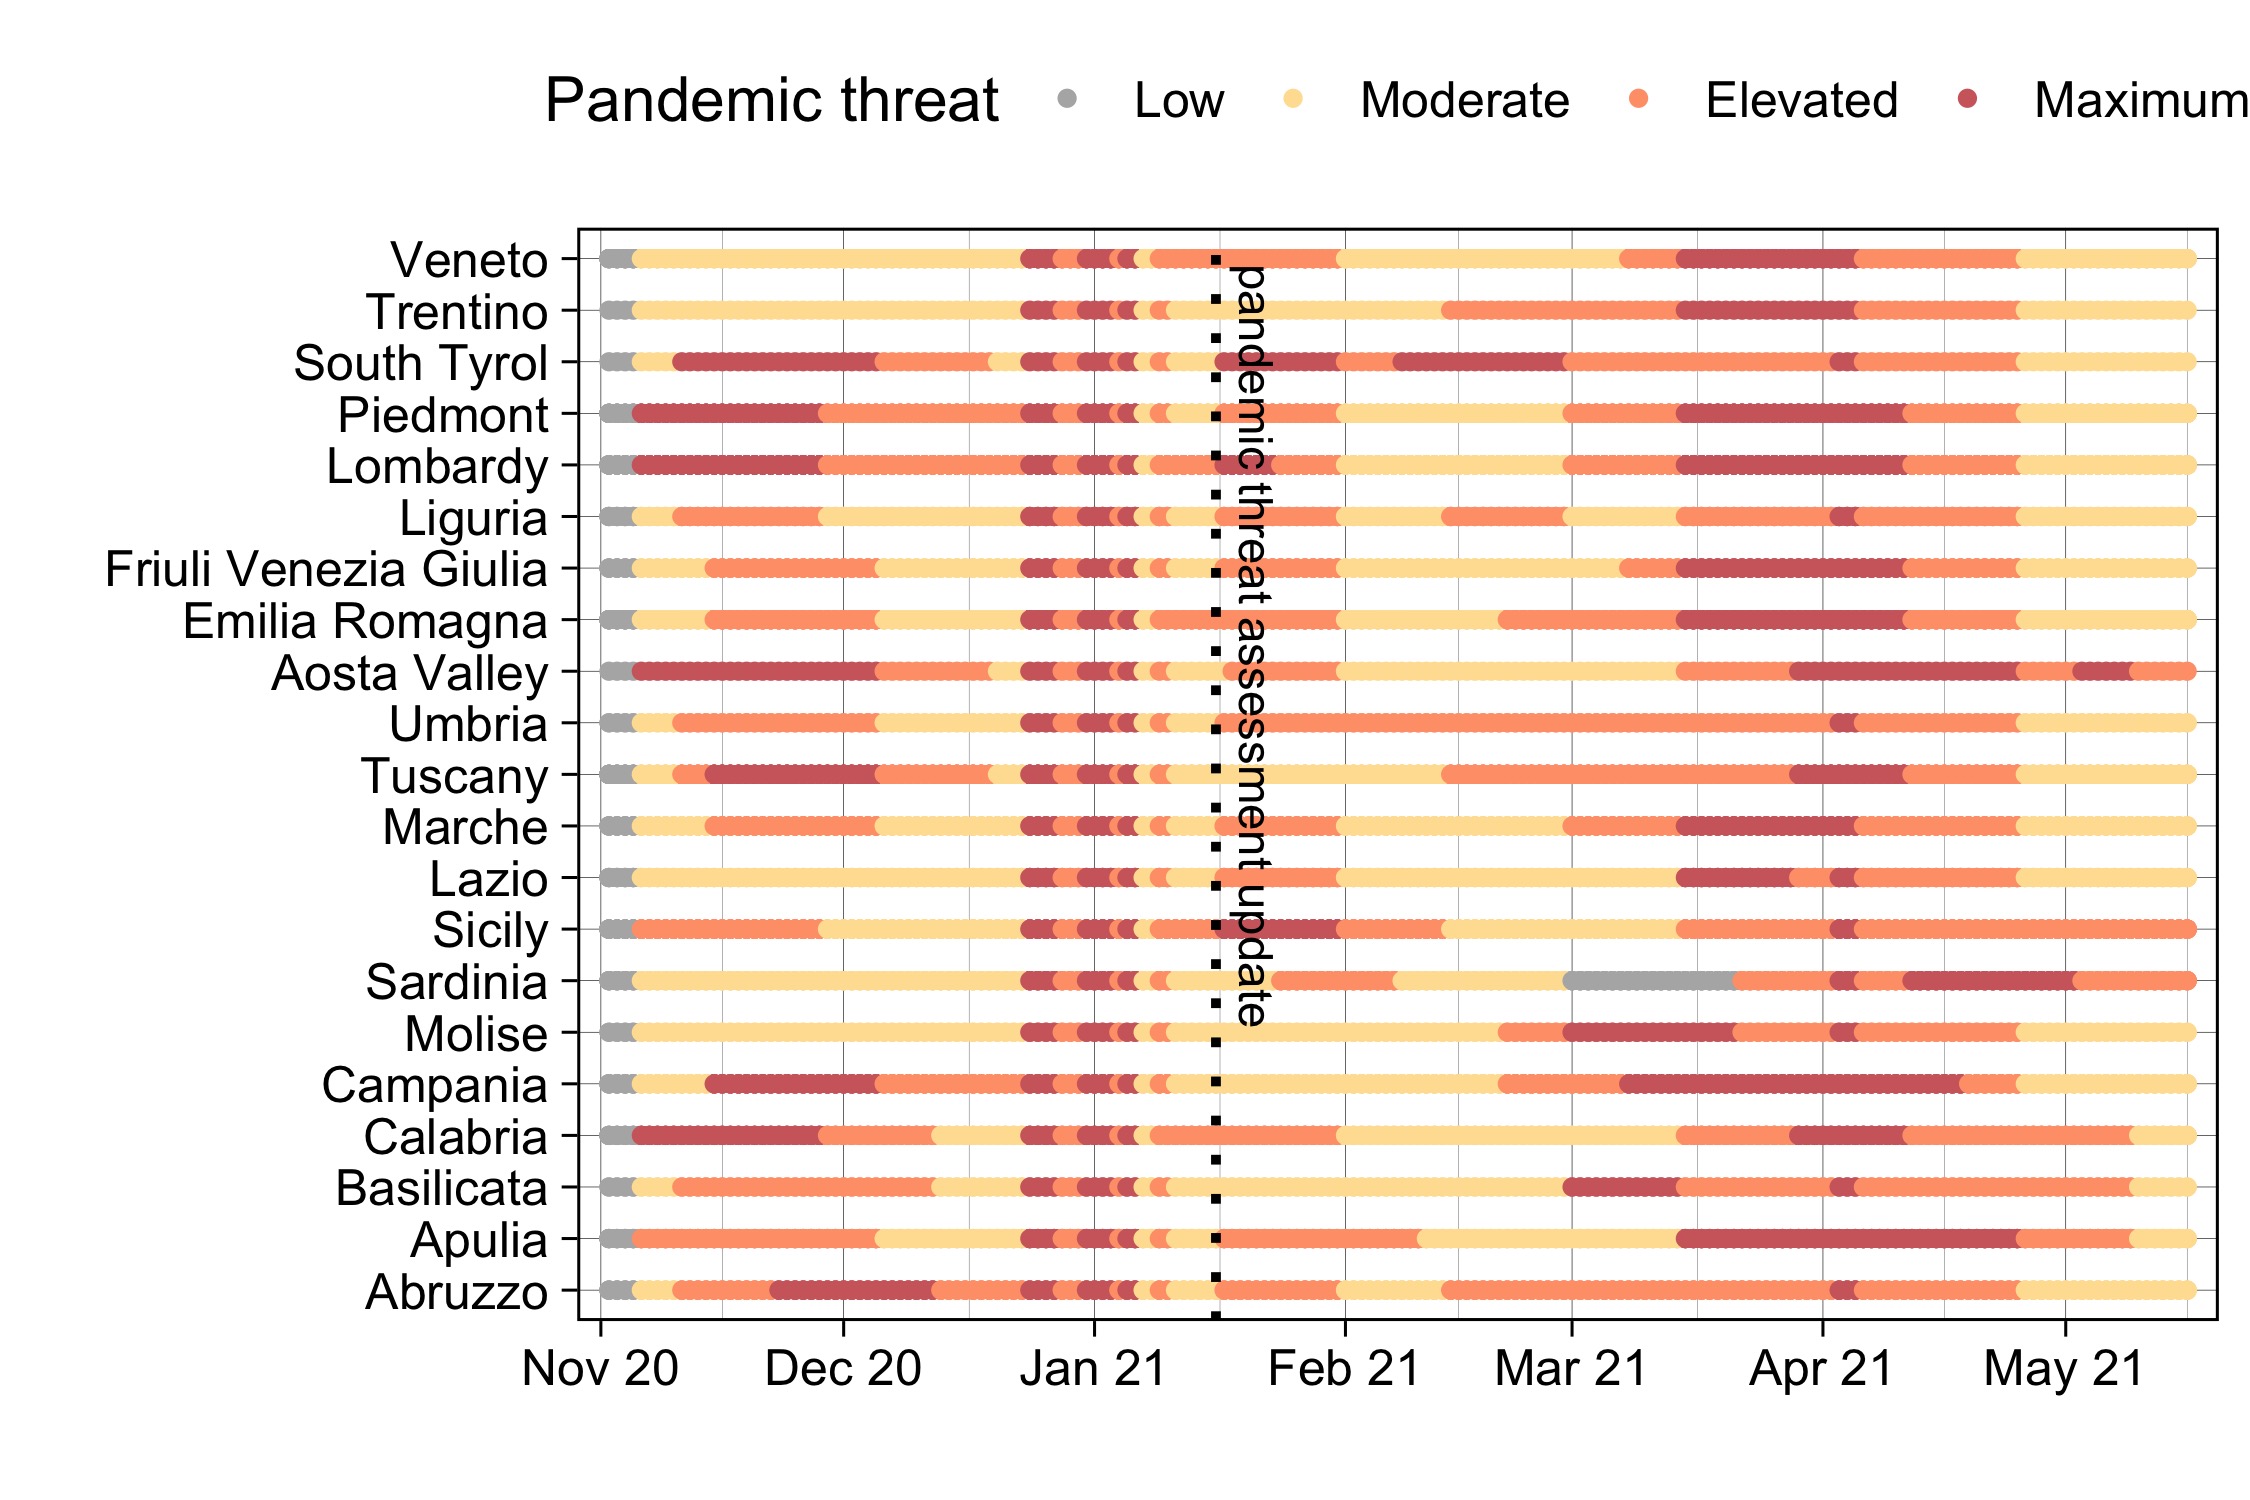 Pandemic threat Low Moderate Elevated Maximum
Veneto
Trentino
South Tyrol
Piedmont
Lombardy
Liguria
Friuli Venezia Giulia
Emilia Romagna
Aosta Valley
Umbria
Tuscany
Marche
Lazio
Sicily
Sardinia
Molise
Campania
Calabria
Basilicata
Apulia
Abruzzo
pandemic threat assessment update
Nov 20 Dec 20 Jan 21 Feb 21 Mar 21 Apr 21 May 21